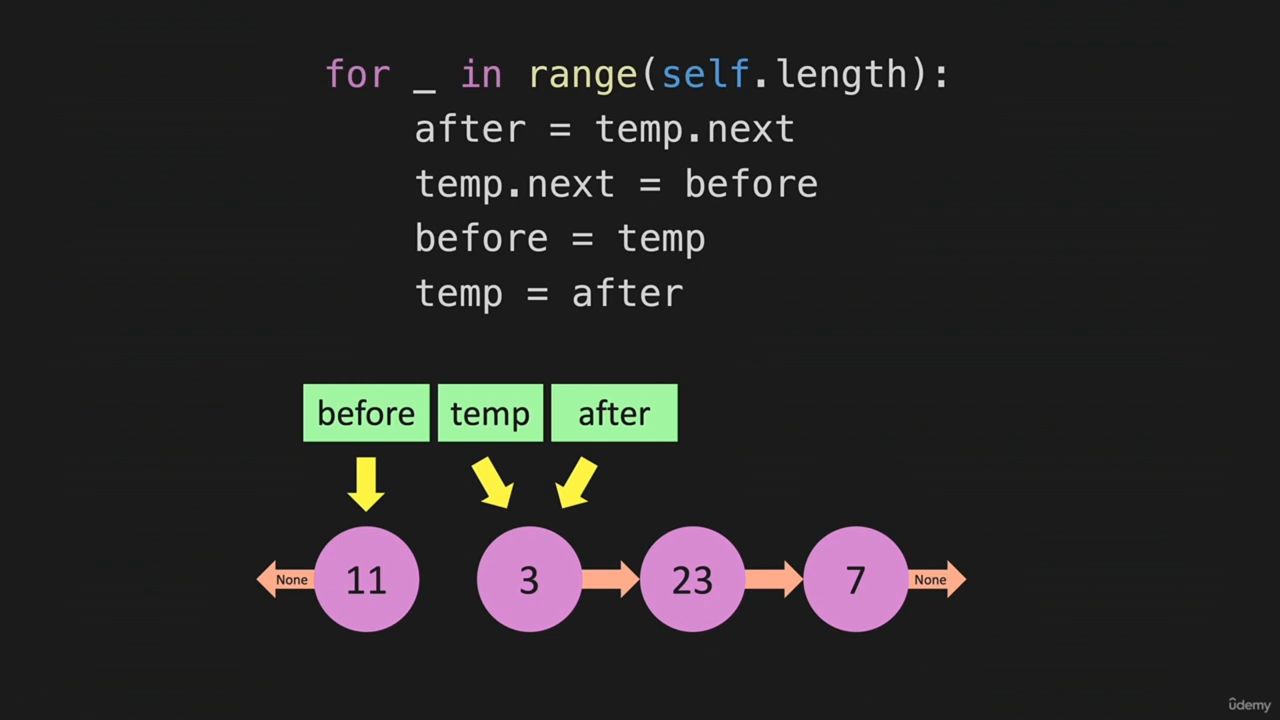 for _ in range(self.length):
    after = temp.next
    temp.next = before
    before = temp
    temp = after
before temp after
None 11 3 23 7 None
ûdemy